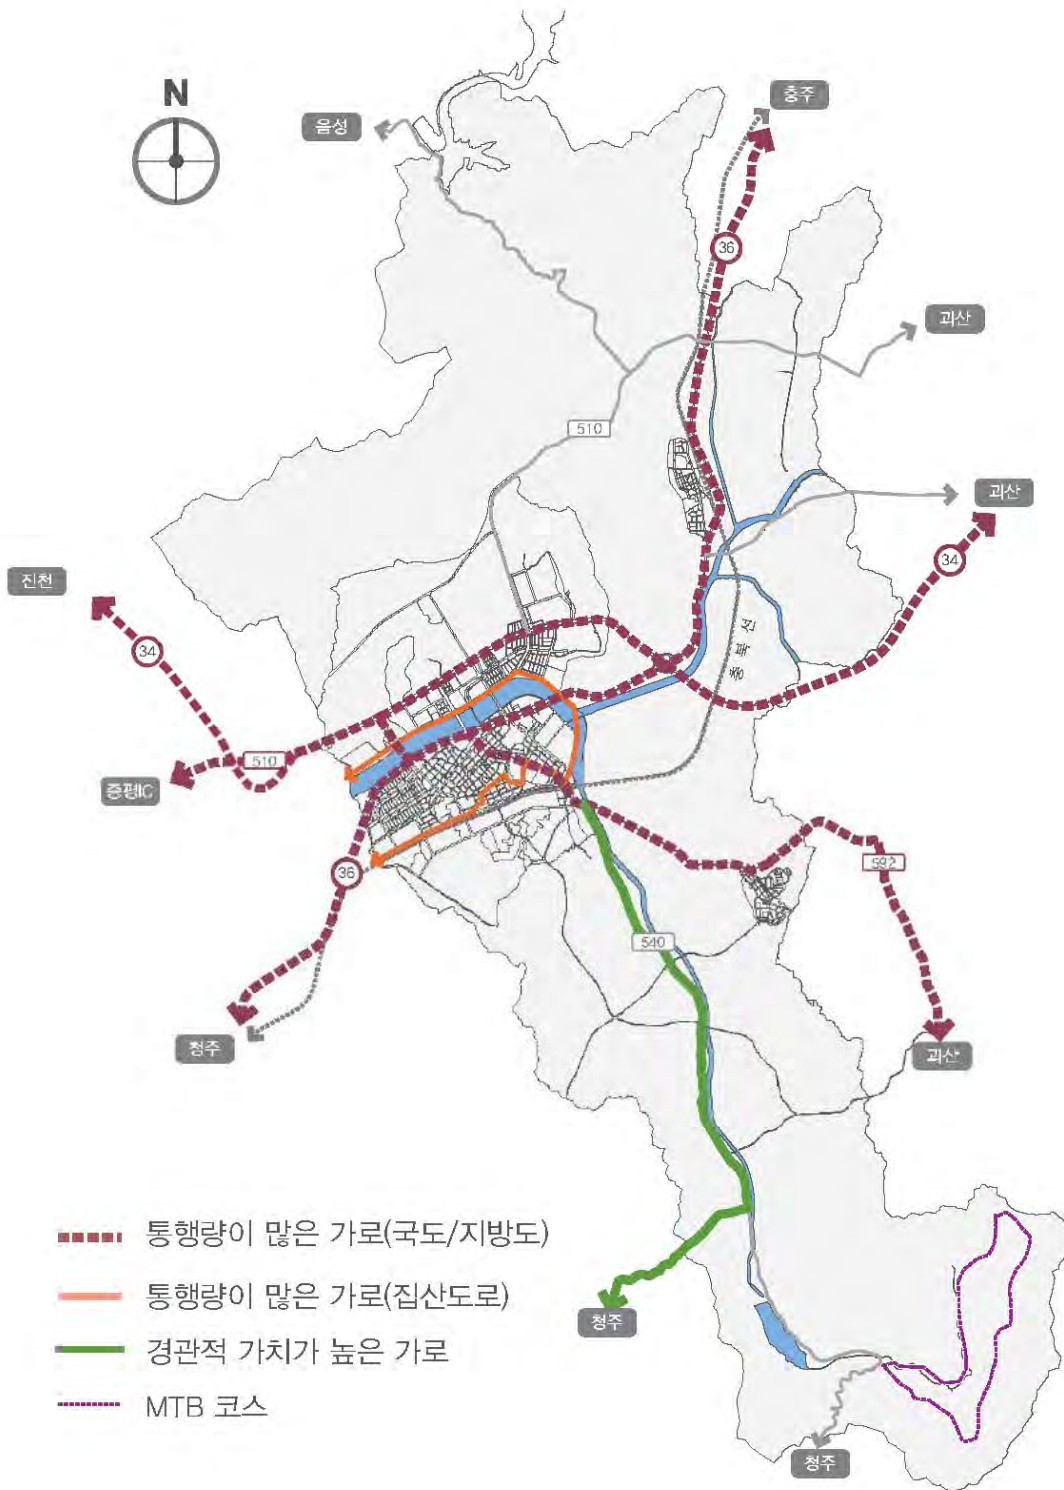 N
충주
음성
36
괴산
510
괴산
34
진천
34
충북선
510
증평IC
592
36
540
청주
괴산
통행량이 많은 가로(국도/지방도)
통행량이 많은 가로(집산도로)
청주
경관적 가치가 높은 가로
MTB 코스
청주